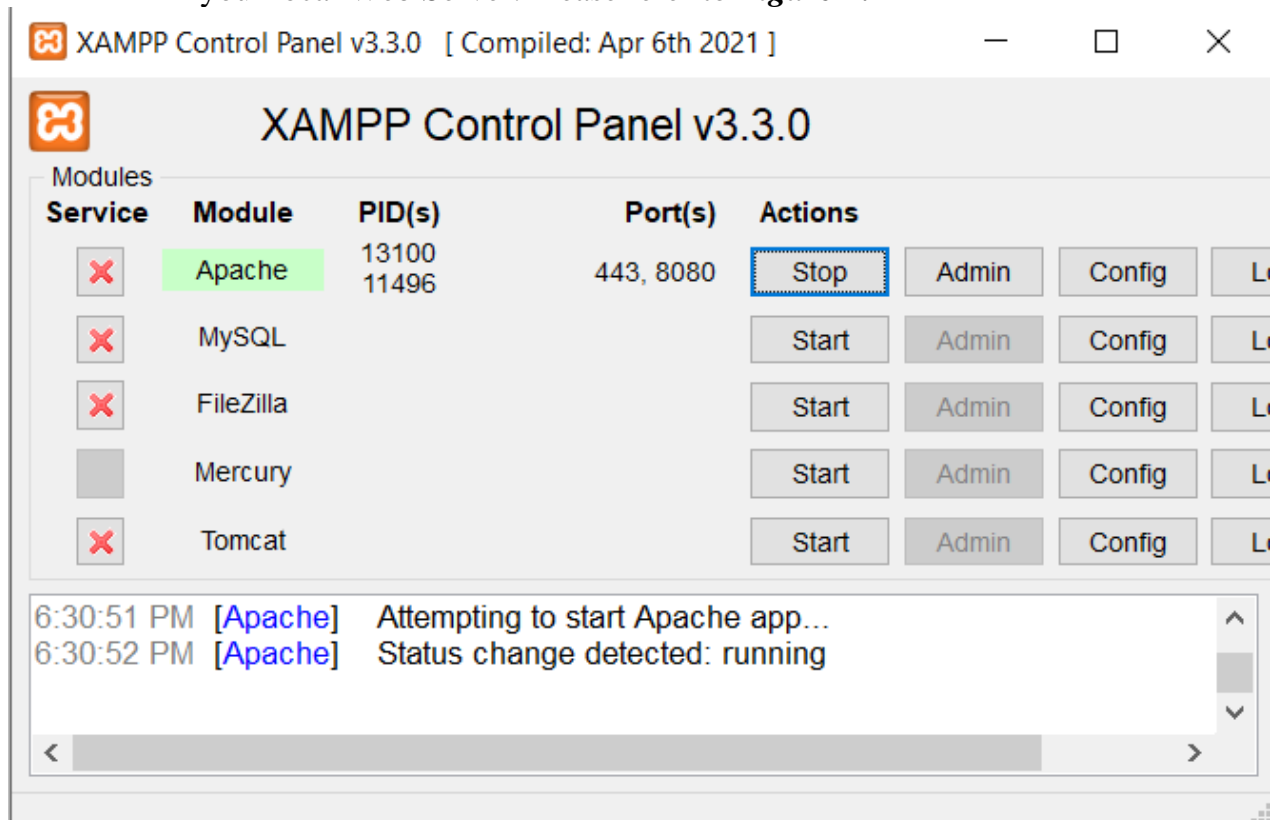 XAMPP Control Panel v3.3.0 [ Compiled: Apr 6th 2021 ]
XAMPP Control Panel v3.3.0
Modules
Service Module PID(s) Port(s) Actions
Apache 13100 11496 443, 8080 Stop Admin Config
MySQL Start Admin Config
FileZilla Start Admin Config
Mercury Start Admin Config
Tomcat Start Admin Config
6:30:51 PM [Apache] Attempting to start Apache app...
6:30:52 PM [Apache] Status change detected: running